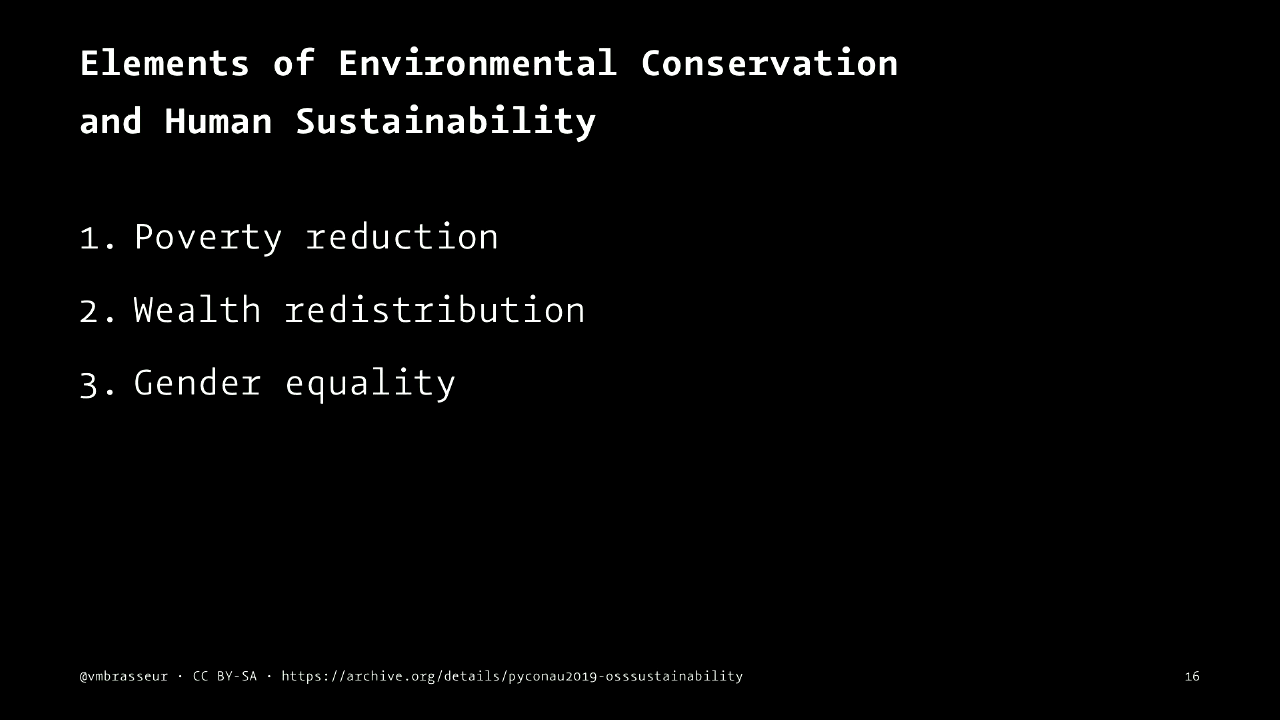 Elements of Environmental Conservation
and Human Sustainability
1. Poverty reduction
2. Wealth redistribution
3. Gender equality
@vmbrasseur · CC BY-SA · https://archive.org/details/pyconau2019-osssustainability
16